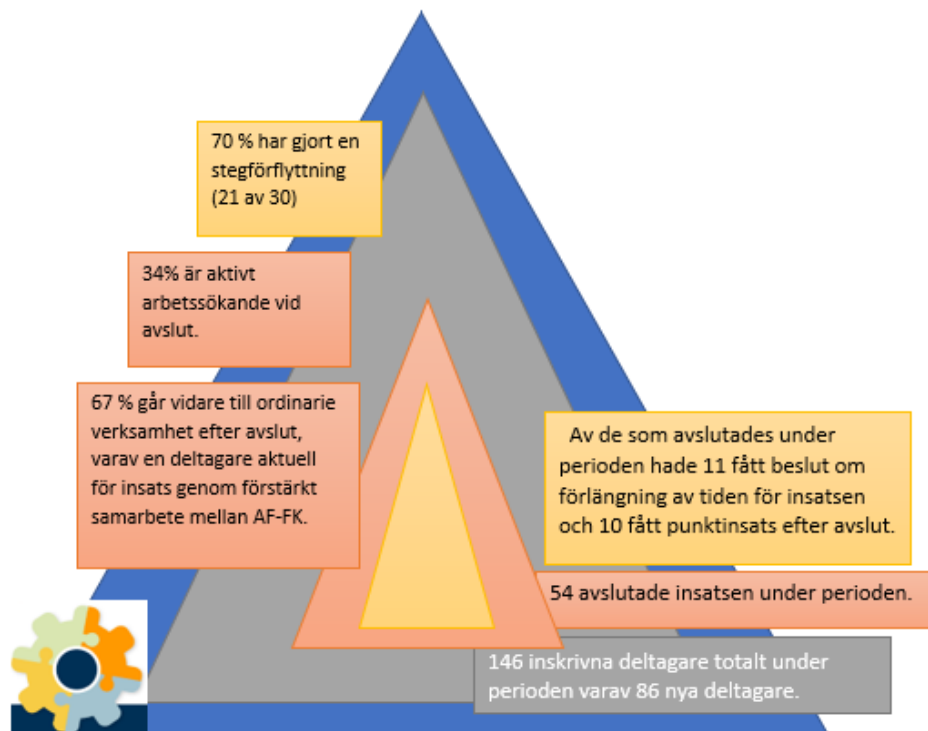 70 % har gjort en
stegförflyttning
(21 av 30)
34% är aktivt
arbetssökande vid
avslut.
67 % går vidare till ordinarie
verksamhet efter avslut,
varav en deltagare aktuell
för insats genom förstärkt
samarbete mellan AF-FK.
Av de som avslutades under
perioden hade 11 fått beslut om
förlängning av tiden för insatsen
och 10 fått punktinsats efter avslut.
54 avslutade insatsen under perioden.
146 inskrivna deltagare totalt under
perioden varav 86 nya deltagare.